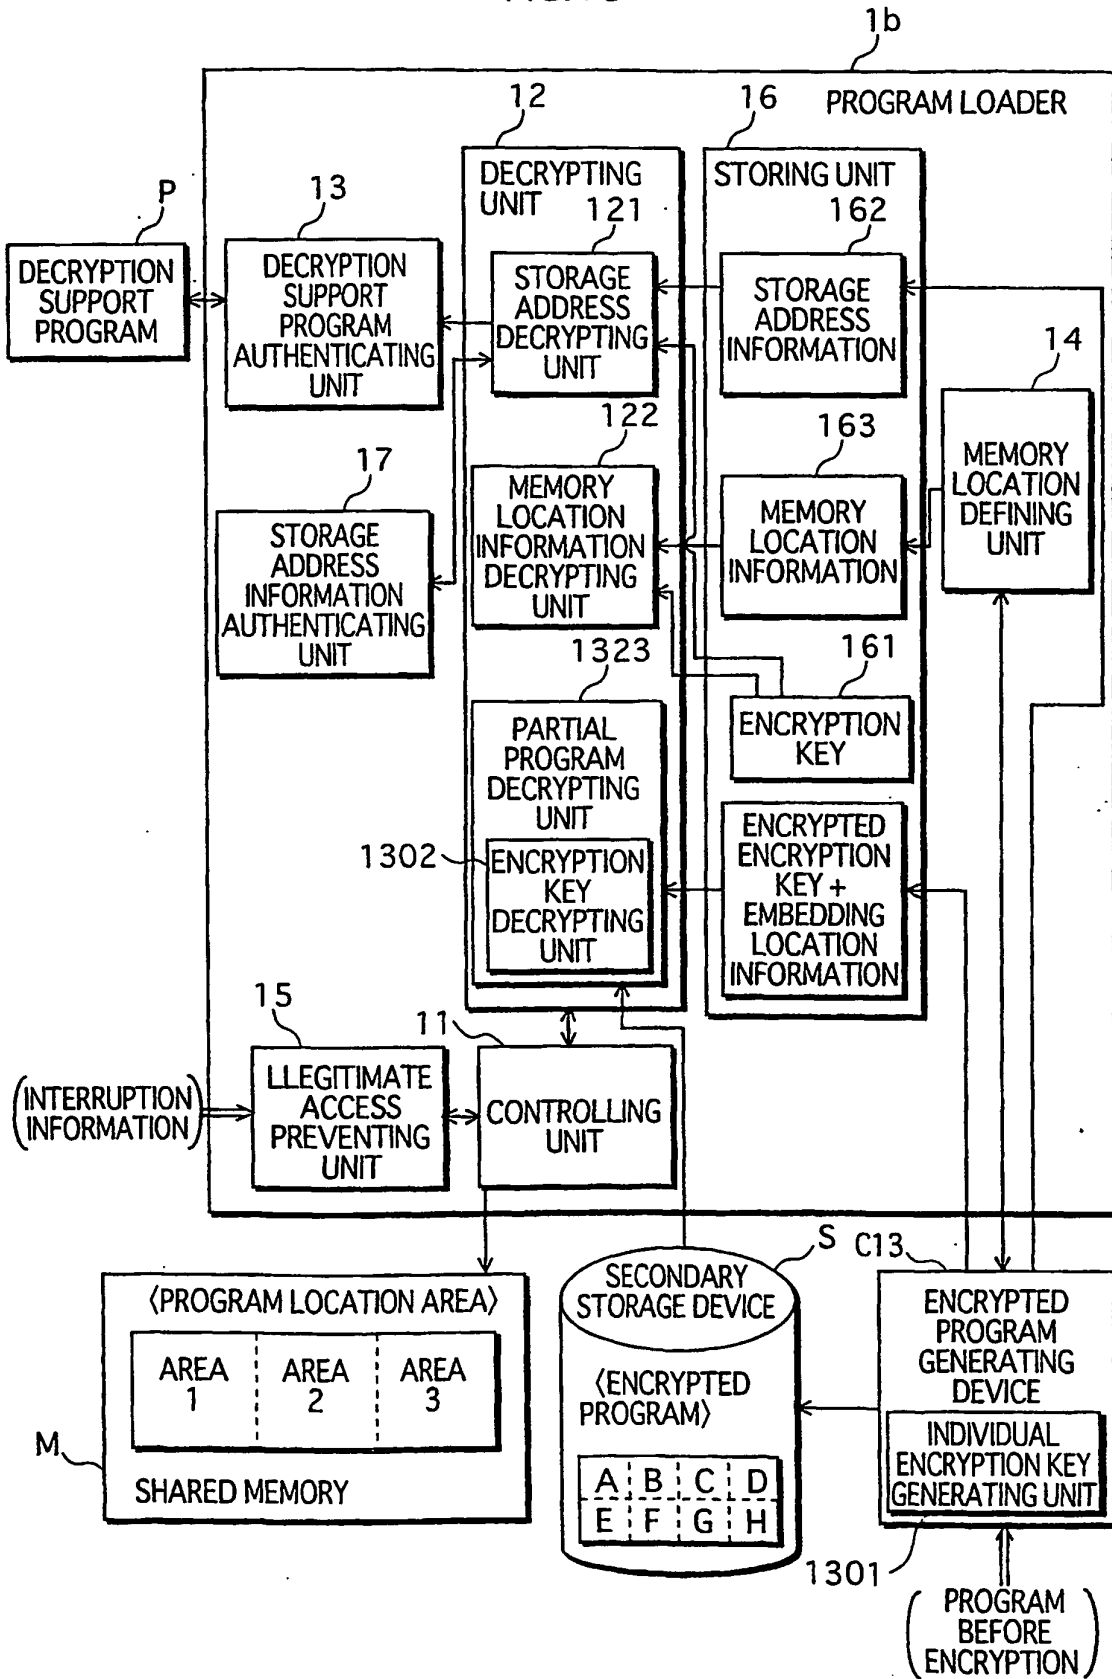 1b
PROGRAM LOADER
12
16
DECRYPTING
UNIT
STORING UNIT
P
13
121
162
DECRYPTION
SUPPORT
PROGRAM
DECRYPTION
SUPPORT
PROGRAM
AUTHENTICATING
UNIT
STORAGE
ADDRESS
DECRYPTING
UNIT
STORAGE
ADDRESS
INFORMATION
14
17
122
163
MEMORY
LOCATION
DEFINING
UNIT
STORAGE
ADDRESS
INFORMATION
AUTHENTICATING
UNIT
MEMORY
LOCATION
INFORMATION
DECRYPTING
UNIT
MEMORY
LOCATION
INFORMATION
1323
161
PARTIAL
PROGRAM
DECRYPTING
UNIT
ENCRYPTION
KEY
1302
ENCRYPTION
KEY
DECRYPTING
UNIT
ENCRYPTED
ENCRYPTION
KEY +
EMBEDDING
LOCATION
INFORMATION
15
11
(INTERRUPTION
INFORMATION)
LLEGITIMATE
ACCESS
PREVENTING
UNIT
CONTROLLING
UNIT
S
C13
〈PROGRAM LOCATION AREA〉
AREA
1
AREA
2
AREA
3
M
SHARED MEMORY
SECONDARY
STORAGE DEVICE
〈ENCRYPTED
PROGRAM〉
A B C D
E F G H
ENCRYPTED
PROGRAM
GENERATING
DEVICE
INDIVIDUAL
ENCRYPTION KEY
GENERATING UNIT
1301
(PROGRAM
BEFORE
ENCRYPTION)